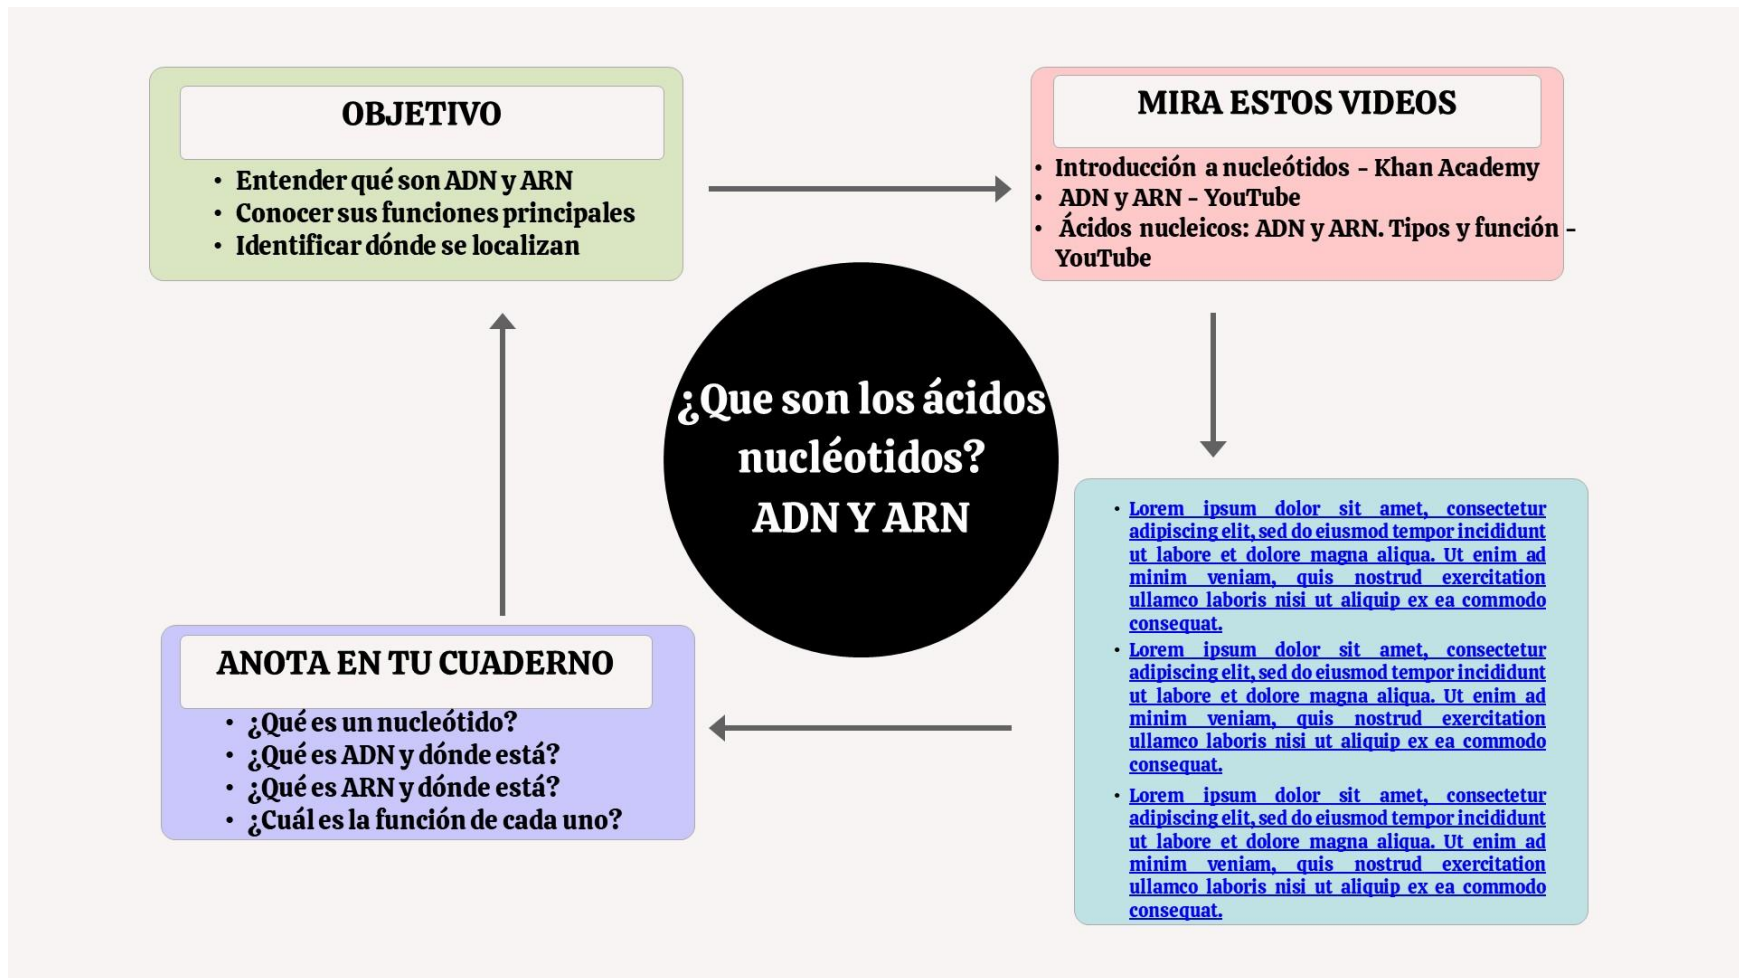 OBJETIVO
• Entender qué son ADN y ARN
• Conocer sus funciones principales
• Identificar dónde se localizan
MIRA ESTOS VIDEOS
• Introducción a nucleótidos - Khan Academy
• ADN y ARN - YouTube
• Ácidos nucleicos: ADN y ARN. Tipos y función -
YouTube
¿Que son los ácidos
nucléotidos?
ADN Y ARN
• Lorem ipsum dolor sit amet, consectetur
adipiscing elit, sed do eiusmod tempor incididunt
ut labore et dolore magna aliqua. Ut enim ad
minim veniam, quis nostrud exercitation
ullamco laboris nisi ut aliquip ex ea commodo
consequat.
• Lorem ipsum dolor sit amet, consectetur
adipiscing elit, sed do eiusmod tempor incididunt
ut labore et dolore magna aliqua. Ut enim ad
minim veniam, quis nostrud exercitation
ullamco laboris nisi ut aliquip ex ea commodo
consequat.
• Lorem ipsum dolor sit amet, consectetur
adipiscing elit, sed do eiusmod tempor incididunt
ut labore et dolore magna aliqua. Ut enim ad
minim veniam, quis nostrud exercitation
ullamco laboris nisi ut aliquip ex ea commodo
consequat.
ANOTA EN TU CUADERNO
• ¿Qué es un nucleótido?
• ¿Qué es ADN y dónde está?
• ¿Qué es ARN y dónde está?
• ¿Cuál es la función de cada uno?